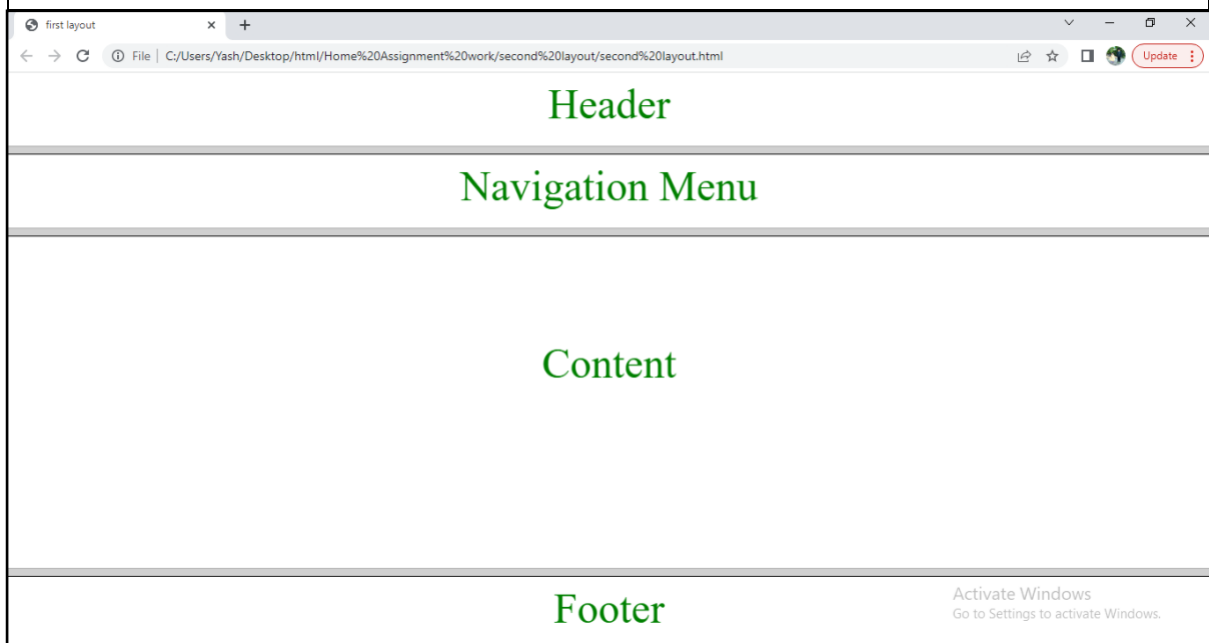 first layout
File | C:/Users/Yash/Desktop/html/Home%20Assignment%20work/second%20layout/second%20layout.html
Update
Header
Navigation Menu
Content
Footer
Activate Windows
Go to Settings to activate Windows.